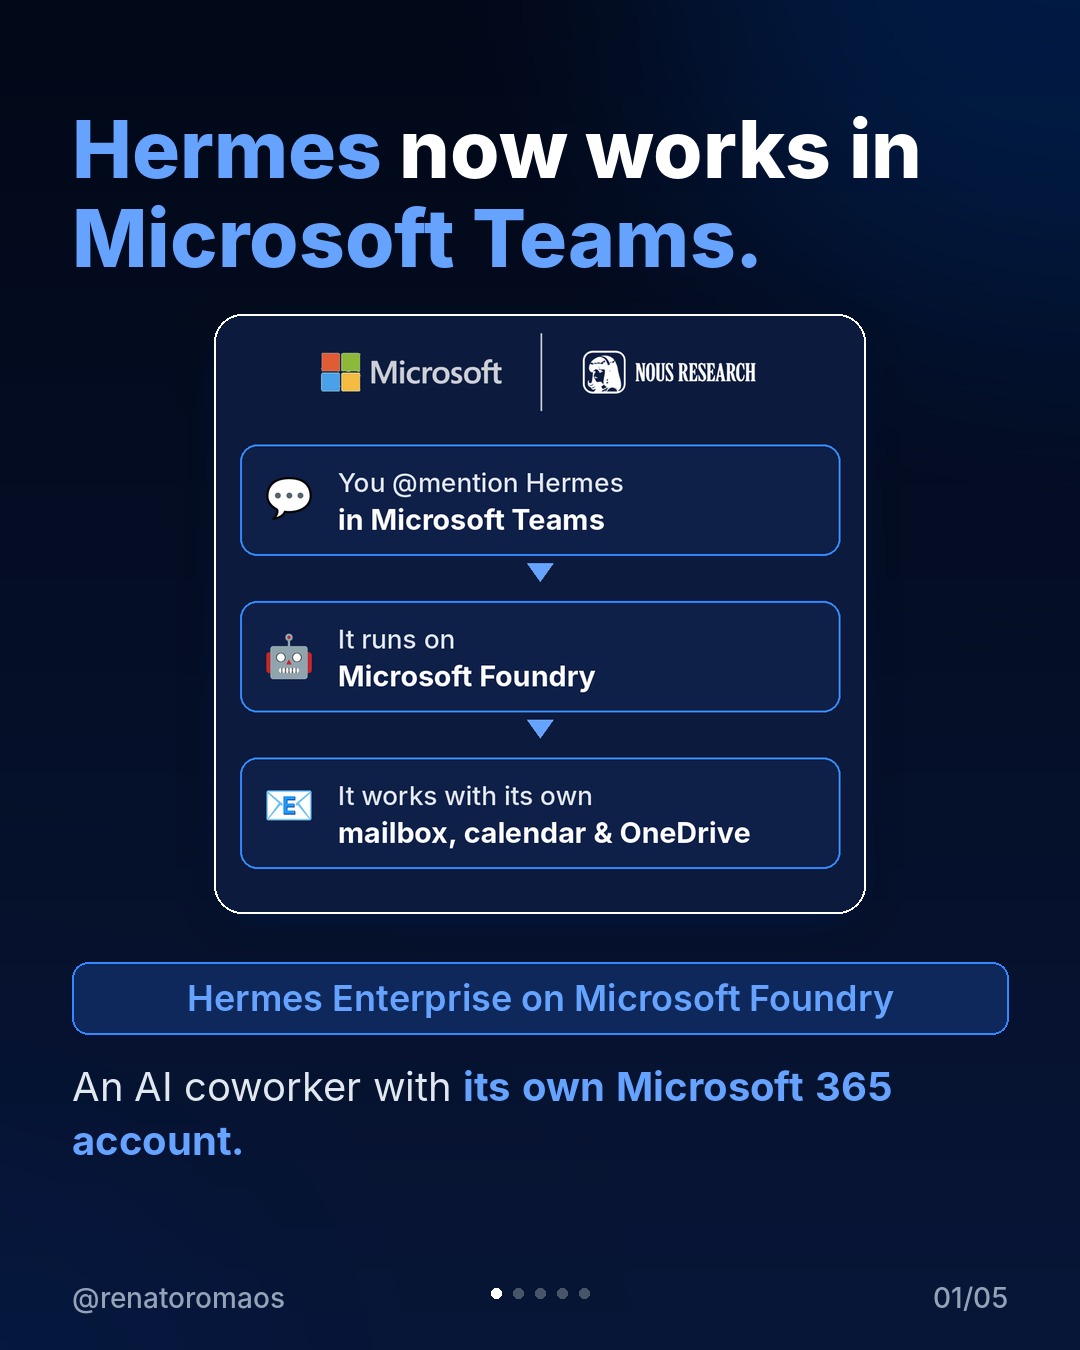 Hermes now works in
Microsoft Teams.
Microsoft
NOUS RESEARCH
You @mention Hermes
in Microsoft Teams
It runs on
Microsoft Foundry
It works with its own
mailbox, calendar & OneDrive
Hermes Enterprise on Microsoft Foundry
An AI coworker with its own Microsoft 365
account.
@renatoromaos
01/05